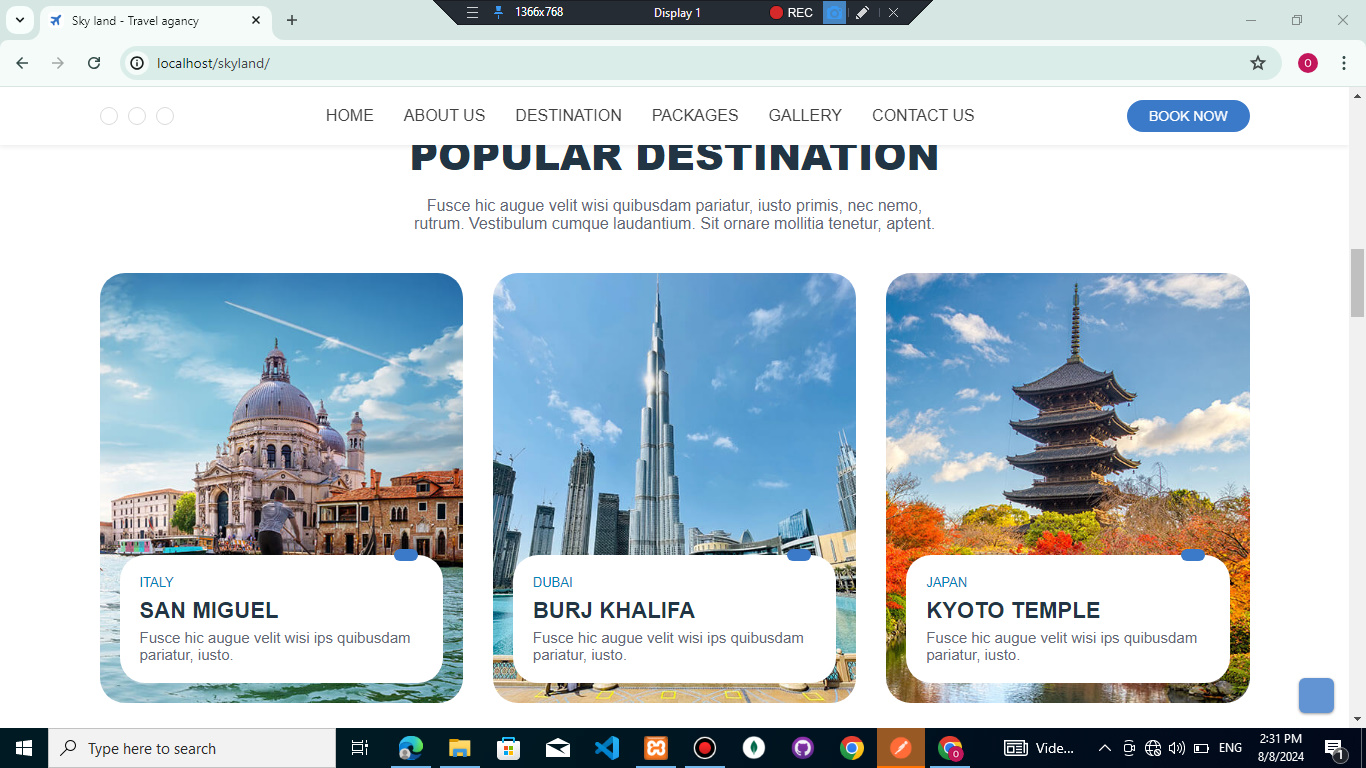 Sky land - Travel agancy
1366x768
Display 1
REC
localhost/skyland/
O
HOME
ABOUT US
DESTINATION
PACKAGES
GALLERY
CONTACT US
BOOK NOW
POPULAR DESTINATION
Fusce hic augue velit wisi quibusdam pariatur, iusto primis, nec nemo,
rutrum. Vestibulum cumque laudantium. Sit ornare mollitia tenetur, aptent.
ITALY
SAN MIGUEL
Fusce hic augue velit wisi ips quibusdam
pariatur, iusto.
DUBAI
BURJ KHALIFA
Fusce hic augue velit wisi ips quibusdam
pariatur, iusto.
JAPAN
KYOTO TEMPLE
Fusce hic augue velit wisi ips quibusdam
pariatur, iusto.
Type here to search
O
Vide...
ENG
2:31 PM
8/8/2024
1